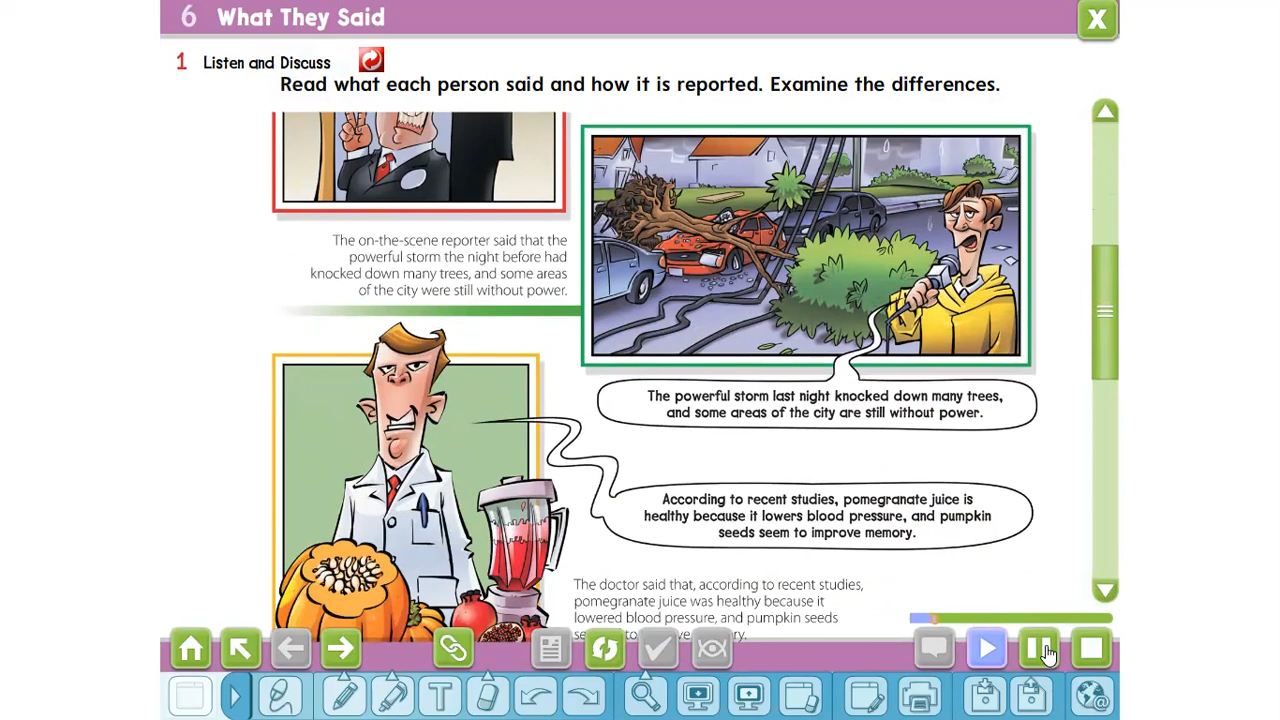 6 What They Said
X
1 Listen and Discuss
Read what each person said and how it is reported. Examine the differences.
The on-the-scene reporter said that the
powerful storm the night before had
knocked down many trees, and some areas
of the city were still without power.
The powerful storm last night knocked down many trees,
and some areas of the city are still without power.
According to recent studies, pomegranate juice is
healthy because it lowers blood pressure, and pumpkin
seeds seem to improve memory.
The doctor said that, according to recent studies,
pomegranate juice was healthy because it
lowered blood pressure, and pumpkin seeds
T